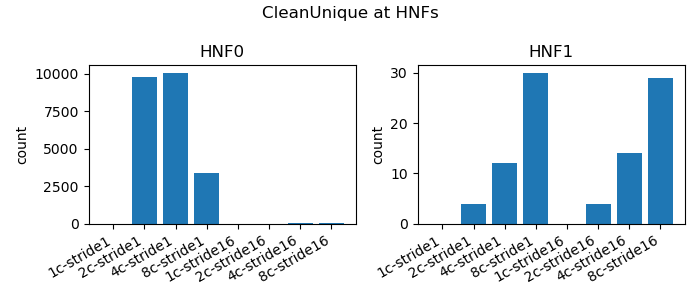 CleanUnique at HNFs
HNF0
count
10000
7500
5000
2500
0
1c-stride1
2c-stride1
4c-stride1
8c-stride1
1c-stride16
2c-stride16
4c-stride16
8c-stride16
HNF1
count
30
20
10
0
1c-stride1
2c-stride1
4c-stride1
8c-stride1
1c-stride16
2c-stride16
4c-stride16
8c-stride16